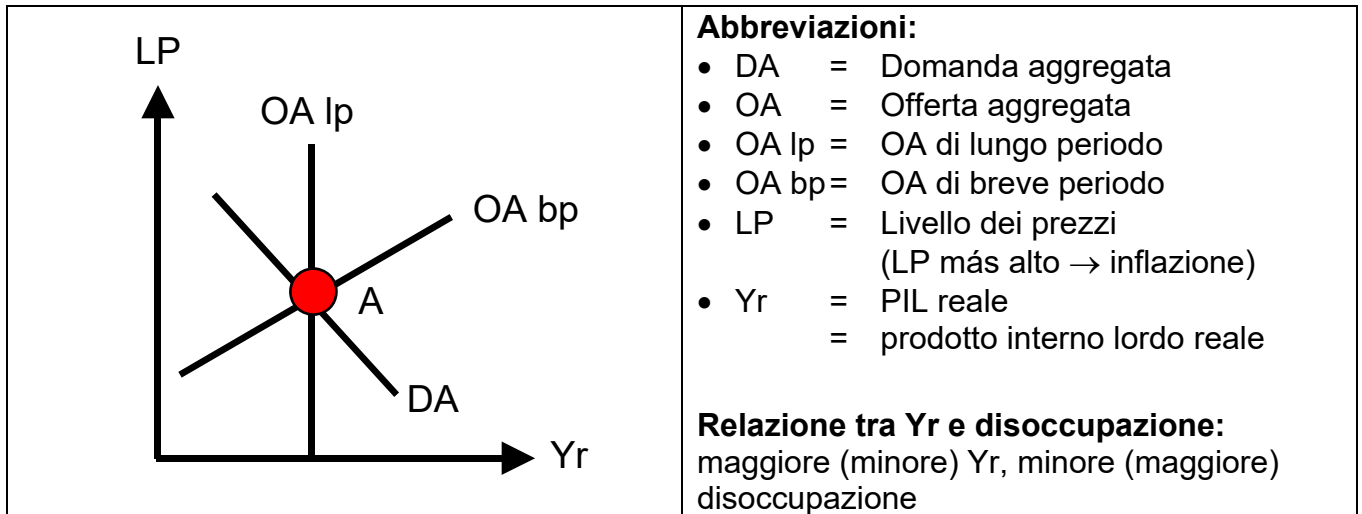 LP
OA lp
OA bp
A
DA
Yr
Abbreviazioni:
• DA = Domanda aggregata
• OA = Offerta aggregata
• OA lp = OA di lungo periodo
• OA bp = OA di breve periodo
• LP = Livello dei prezzi
(LP más alto → inflazione)
• Yr = PIL reale
= prodotto interno lordo reale
Relazione tra Yr e disoccupazione:
maggiore (minore) Yr, minore (maggiore)
disoccupazione